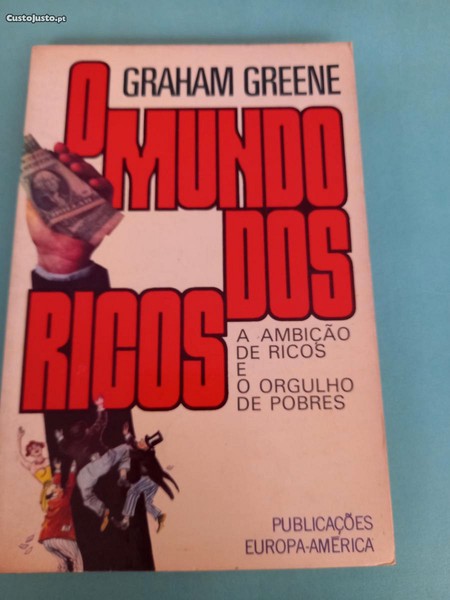 CustoJusto.pt
GRAHAM GREENE
O
MUNDO
DOS
RICOS
A AMBIÇÃO
DE RICOS
E
O ORGULHO
DE POBRES
PUBLICAÇÕES
EUROPA-AMÉRICA